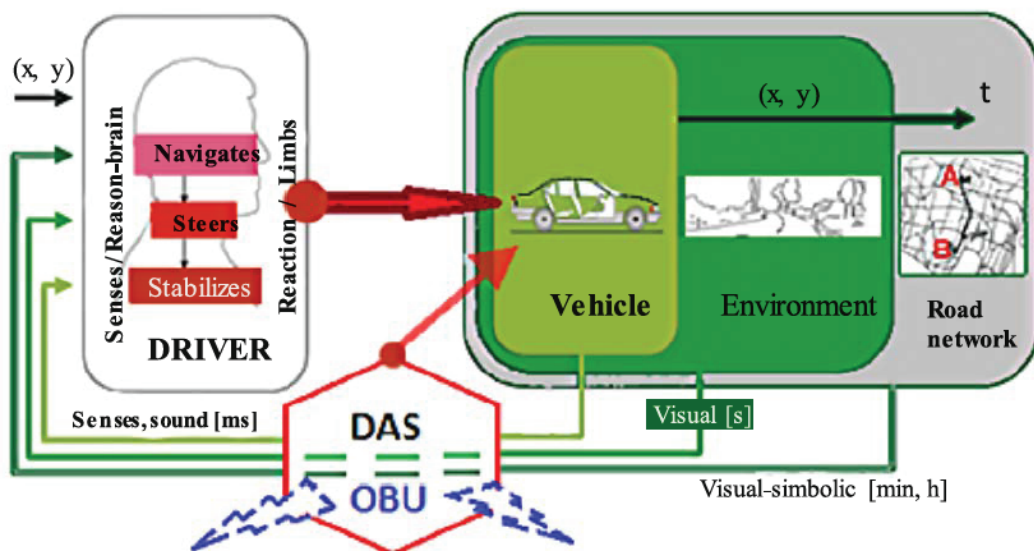 (x, y)
Senses/Reason-brain
Navigates
Steers
Stabilizes
Reaction / Limbs
DRIVER
Vehicle
(x, y)
t
Environment
A
B
Road
network
Senses, sound [ms]
Visual [s]
Visual-simbolic [min, h]
DAS
OBU